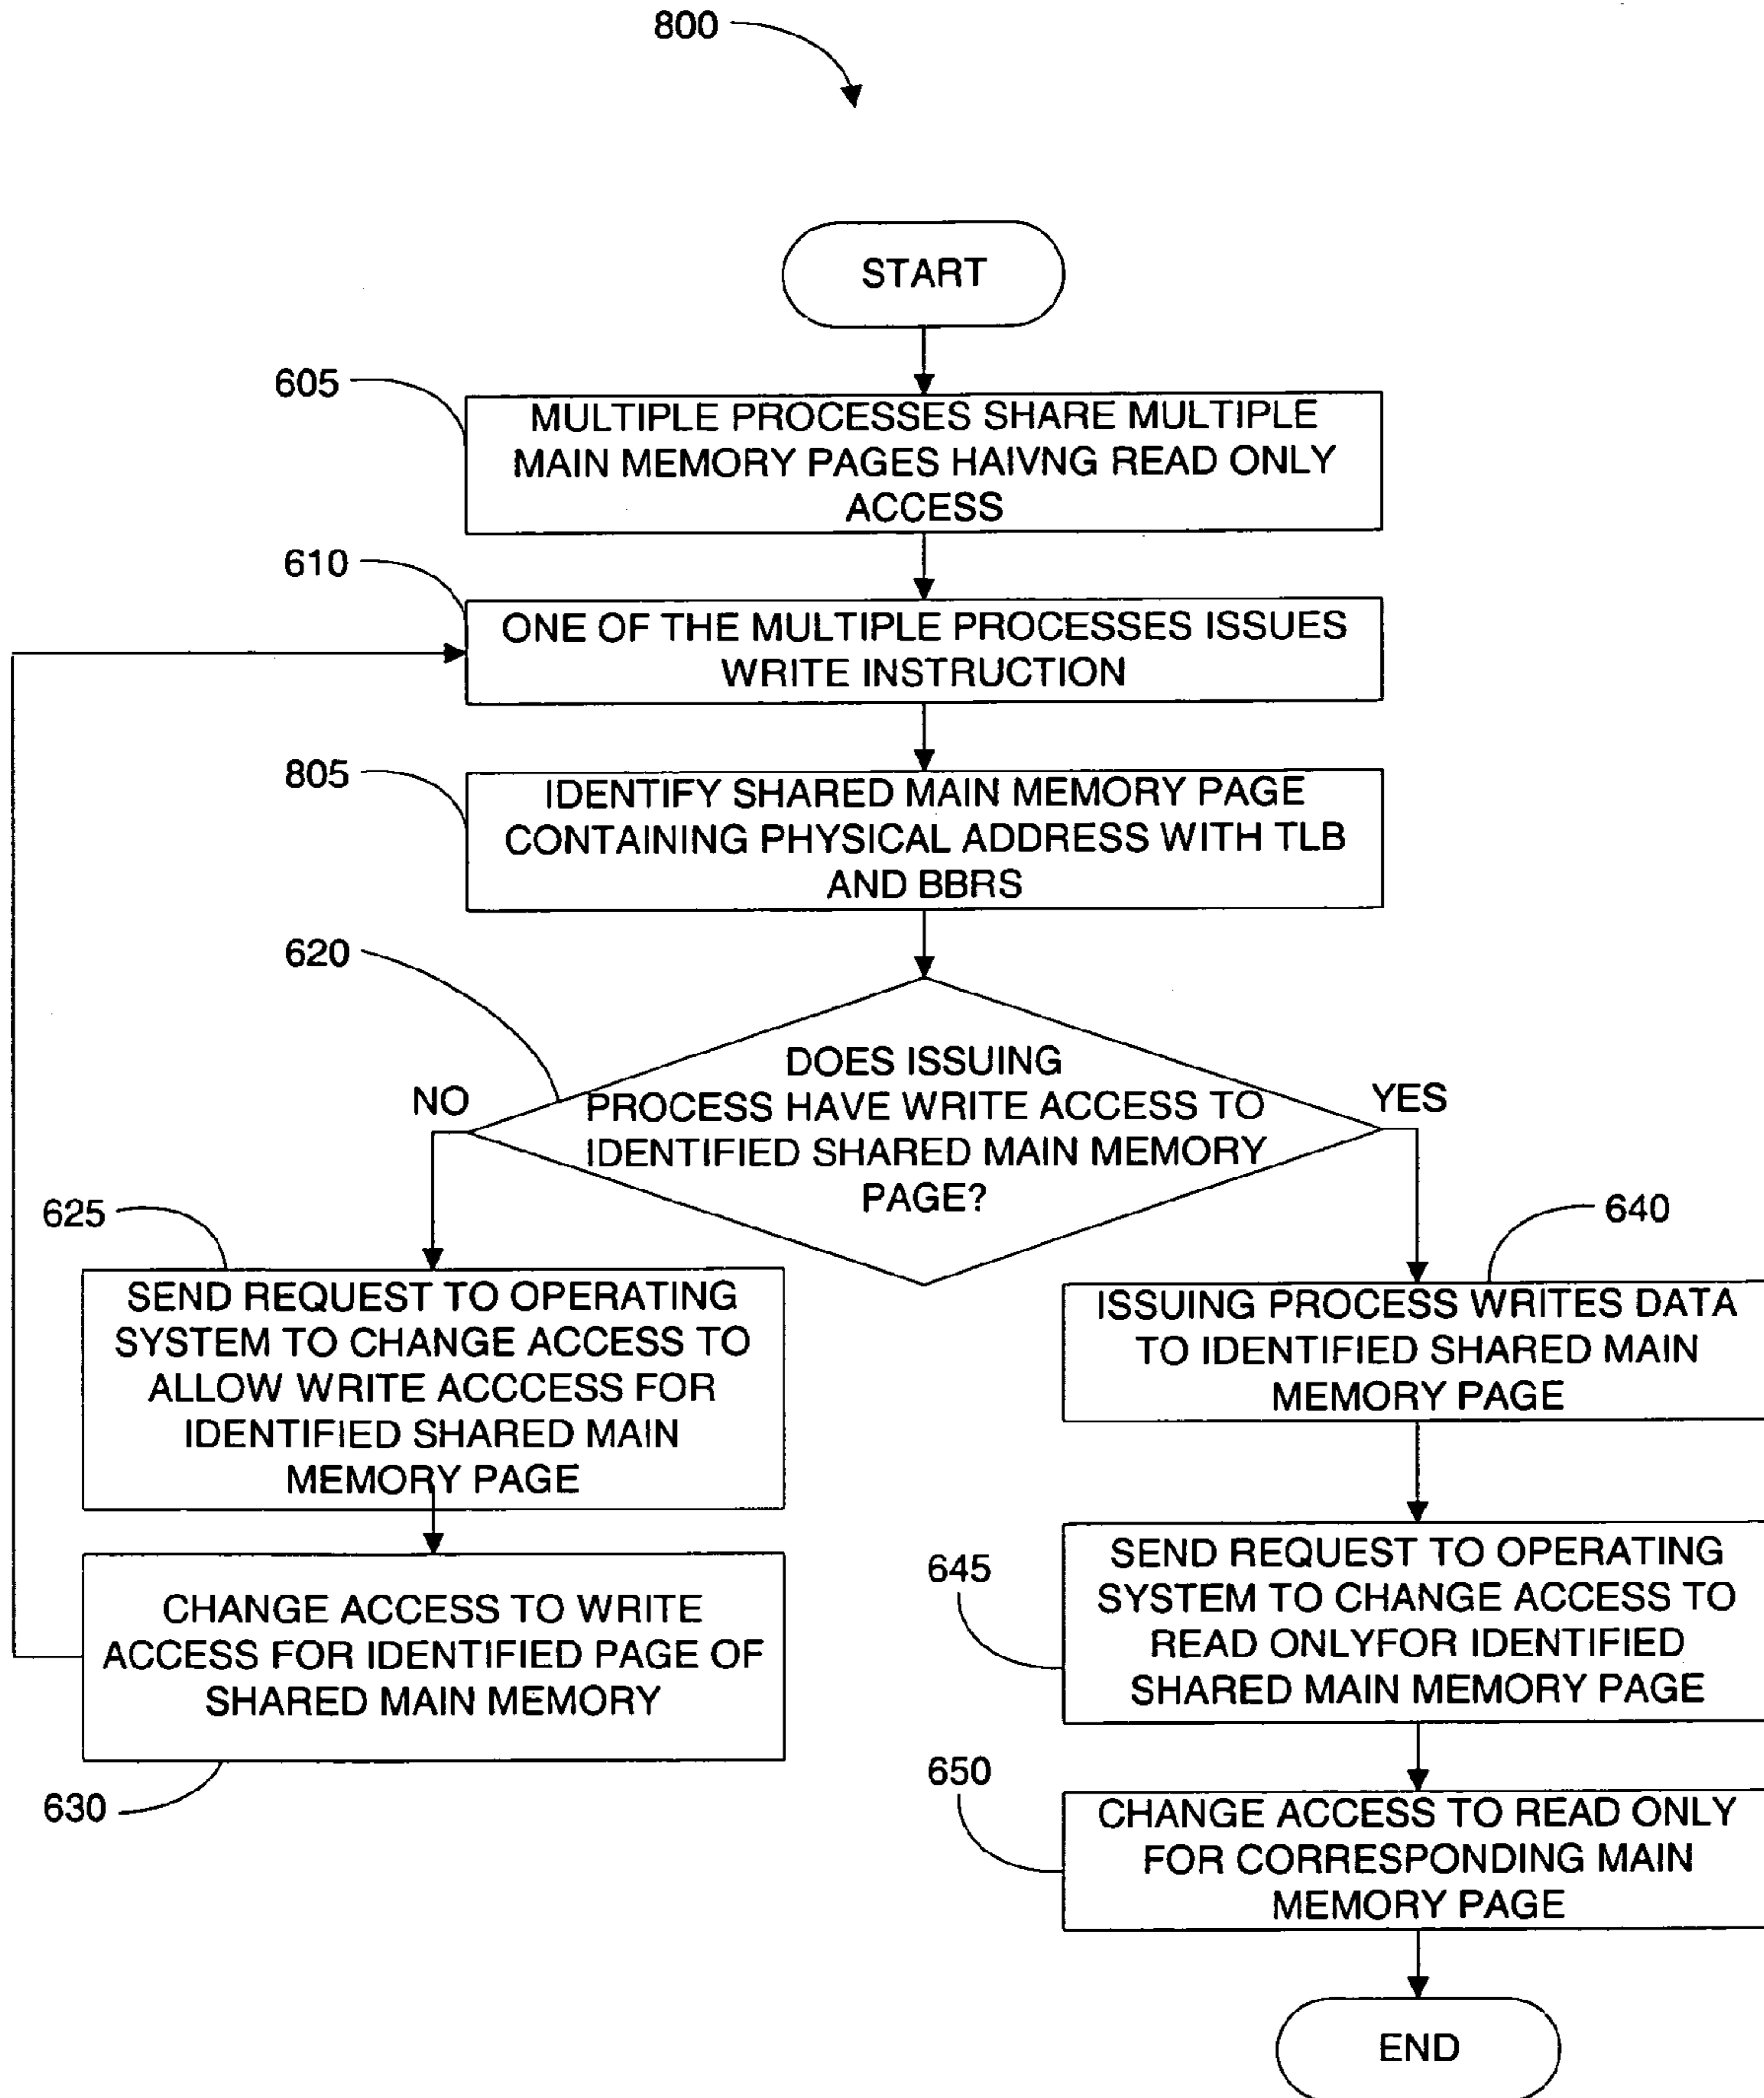 800
START
605
MULTIPLE PROCESSES SHARE MULTIPLE
MAIN MEMORY PAGES HAIVNG READ ONLY
ACCESS
610
ONE OF THE MULTIPLE PROCESSES ISSUES
WRITE INSTRUCTION
805
IDENTIFY SHARED MAIN MEMORY PAGE
CONTAINING PHYSICAL ADDRESS WITH TLB
AND BBRS
620
DOES ISSUING
PROCESS HAVE WRITE ACCESS TO
IDENTIFIED SHARED MAIN MEMORY
PAGE?
NO
YES
625
SEND REQUEST TO OPERATING
SYSTEM TO CHANGE ACCESS TO
ALLOW WRITE ACCCESS FOR
IDENTIFIED SHARED MAIN
MEMORY PAGE
CHANGE ACCESS TO WRITE
ACCESS FOR IDENTIFIED PAGE OF
SHARED MAIN MEMORY
630
640
ISSUING PROCESS WRITES DATA
TO IDENTIFIED SHARED MAIN
MEMORY PAGE
645
SEND REQUEST TO OPERATING
SYSTEM TO CHANGE ACCESS TO
READ ONLYFOR IDENTIFIED
SHARED MAIN MEMORY PAGE
650
CHANGE ACCESS TO READ ONLY
FOR CORRESPONDING MAIN
MEMORY PAGE
END